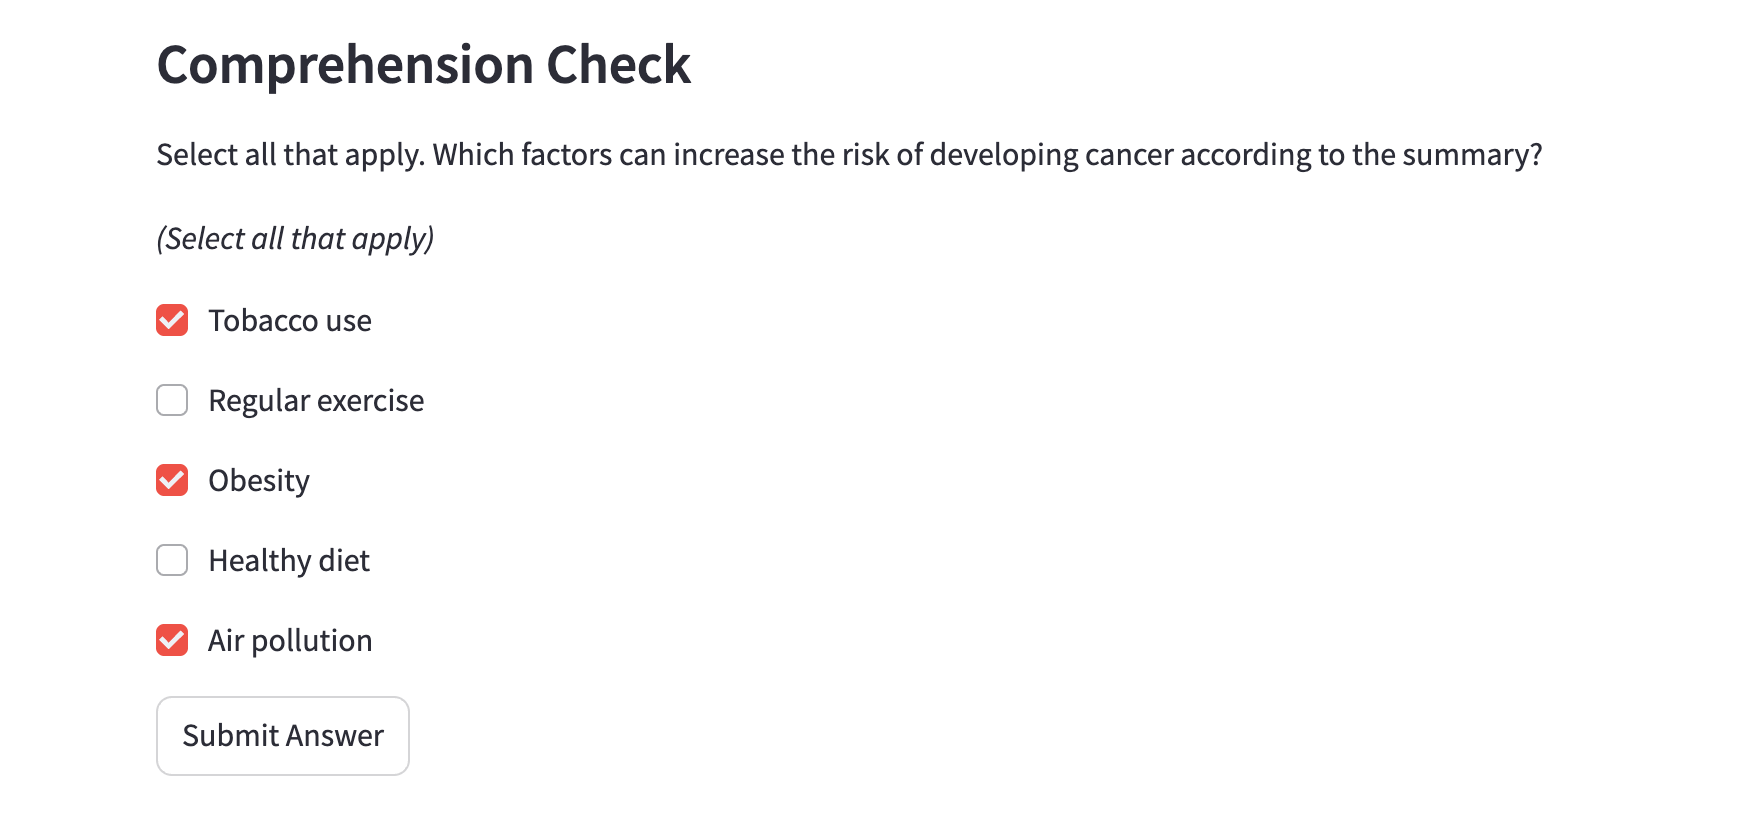 Comprehension Check
Select all that apply. Which factors can increase the risk of developing cancer according to the summary?
(Select all that apply)
Tobacco use
Regular exercise
Obesity
Healthy diet
Air pollution
Submit Answer